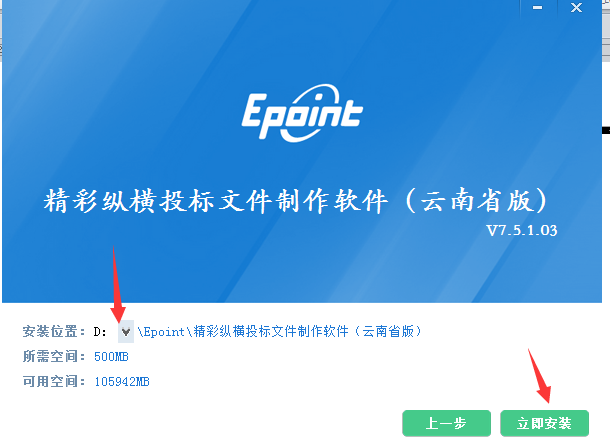 Epoint
精彩纵横投标文件制作软件（云南省版）
V7.5.1.03
安装位置：D: \Epoint\精彩纵横投标文件制作软件（云南省版）
所需空间：500MB
可用空间：105942MB
上一步 立即安装